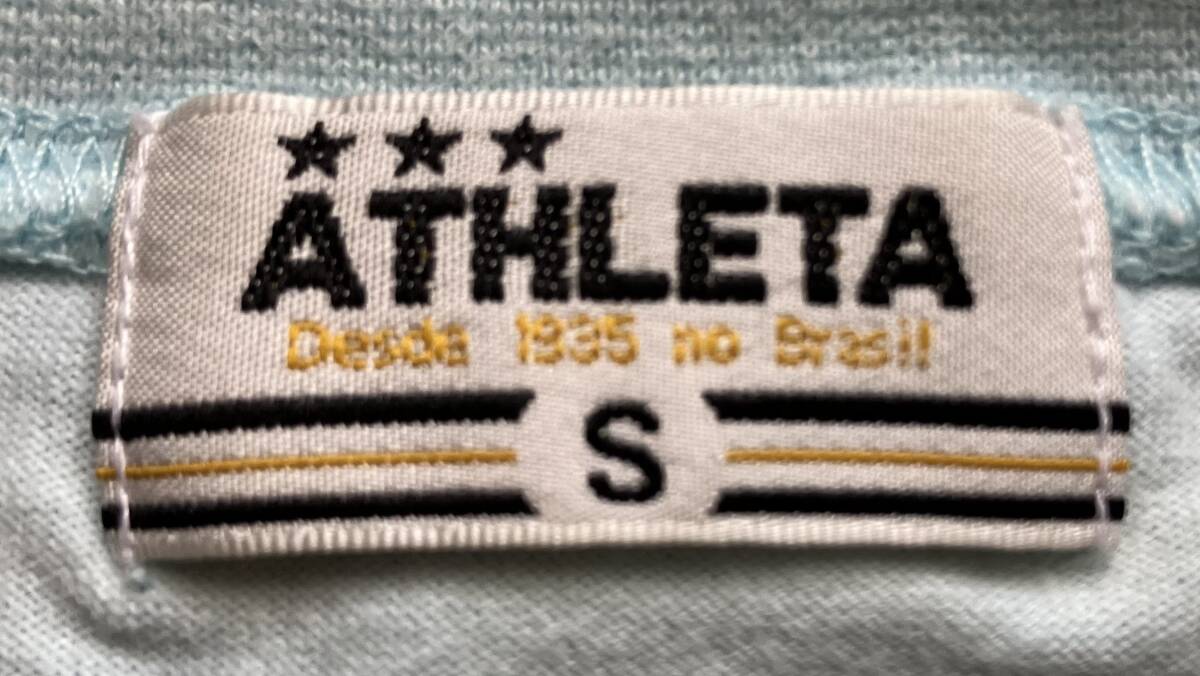 ATHLETA
Desde 1935 no Brasil
S